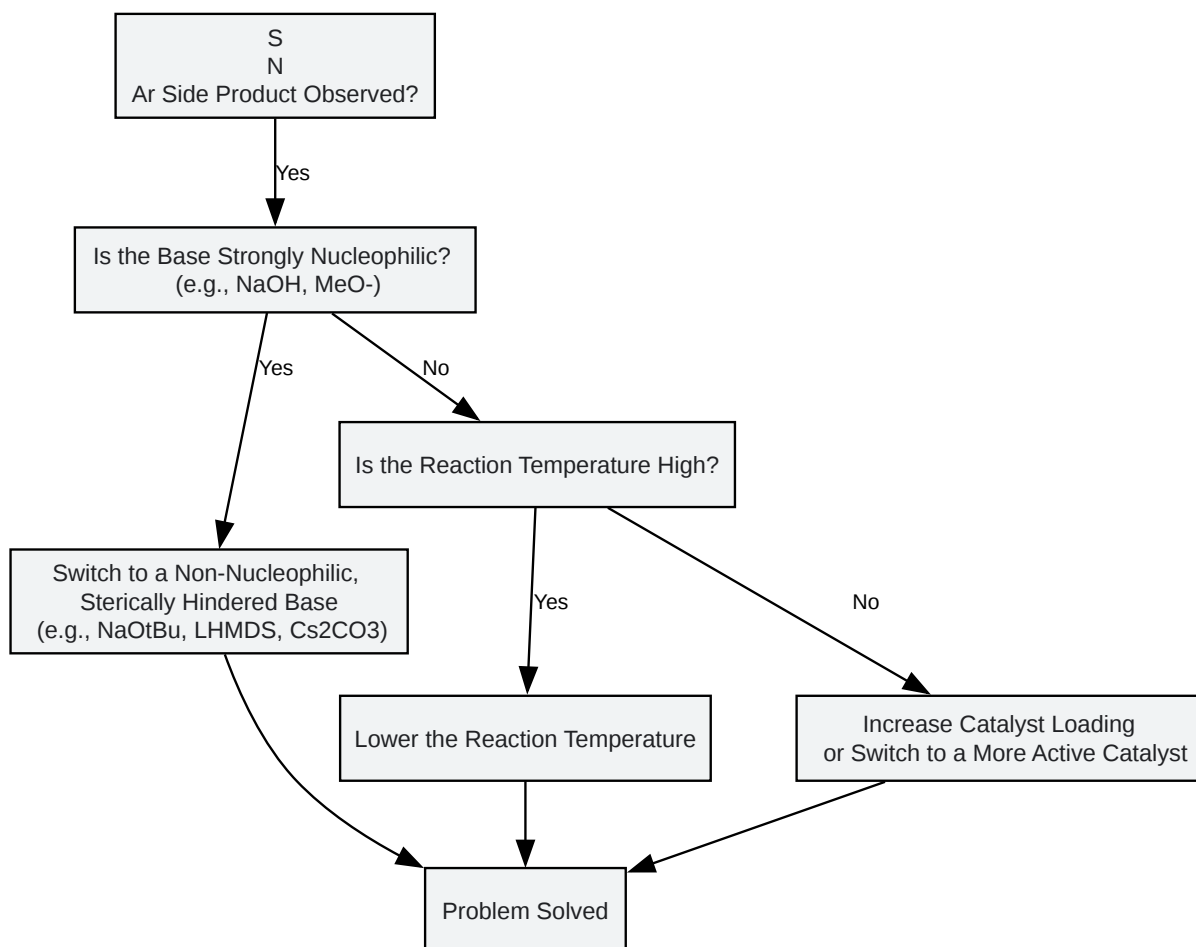 S
N
Ar Side Product Observed?
Yes
Is the Base Strongly Nucleophilic?
(e.g., NaOH, MeO-)
Yes
No
Is the Reaction Temperature High?
Switch to a Non-Nucleophilic,
Sterically Hindered Base
(e.g., NaOtBu, LHMDS, Cs2CO3)
Yes
No
Lower the Reaction Temperature
Increase Catalyst Loading
or Switch to a More Active Catalyst
Problem Solved